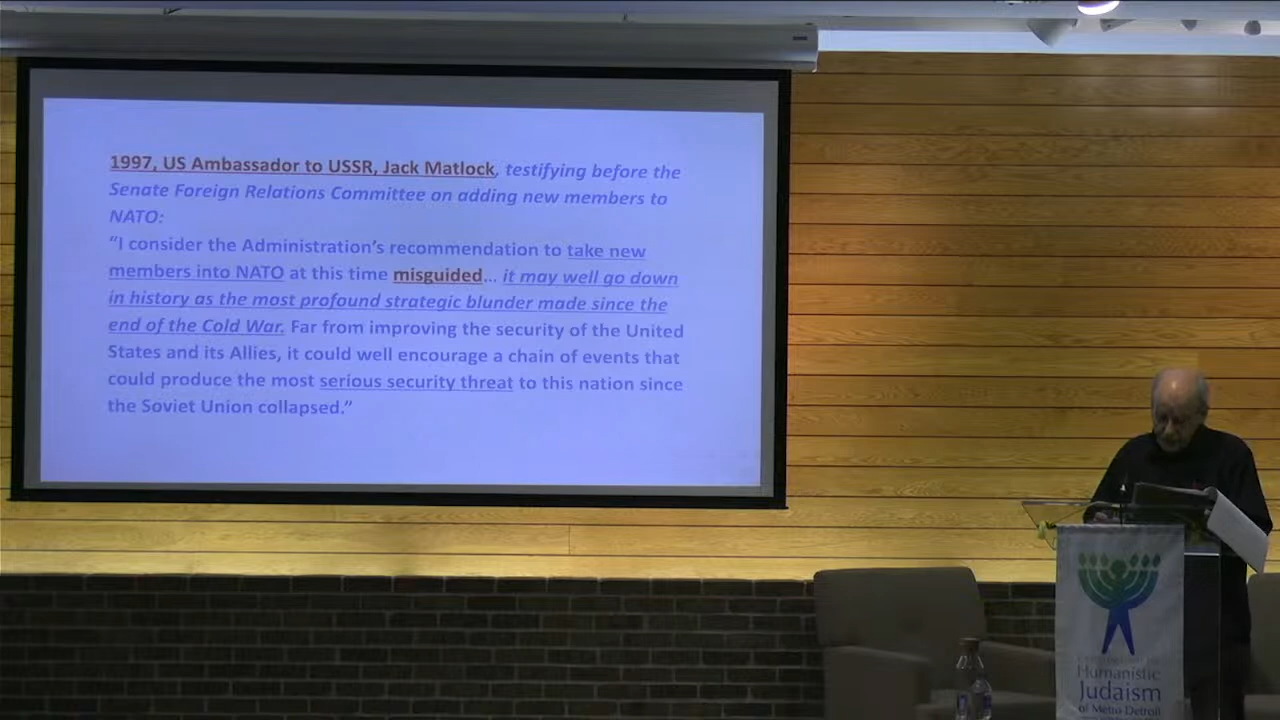 1997, US Ambassador to USSR, Jack Matlock, testifying before the
Senate Foreign Relations Committee on adding new members to
NATO:
“I consider the Administration’s recommendation to take new
members into NATO at this time misguided… it may well go down
in history as the most profound strategic blunder made since the
end of the Cold War. Far from improving the security of the United
States and its Allies, it could well encourage a chain of events that
could produce the most serious security threat to this nation since
the Soviet Union collapsed.”
Humanistic
Judaism
of Metro Detroit